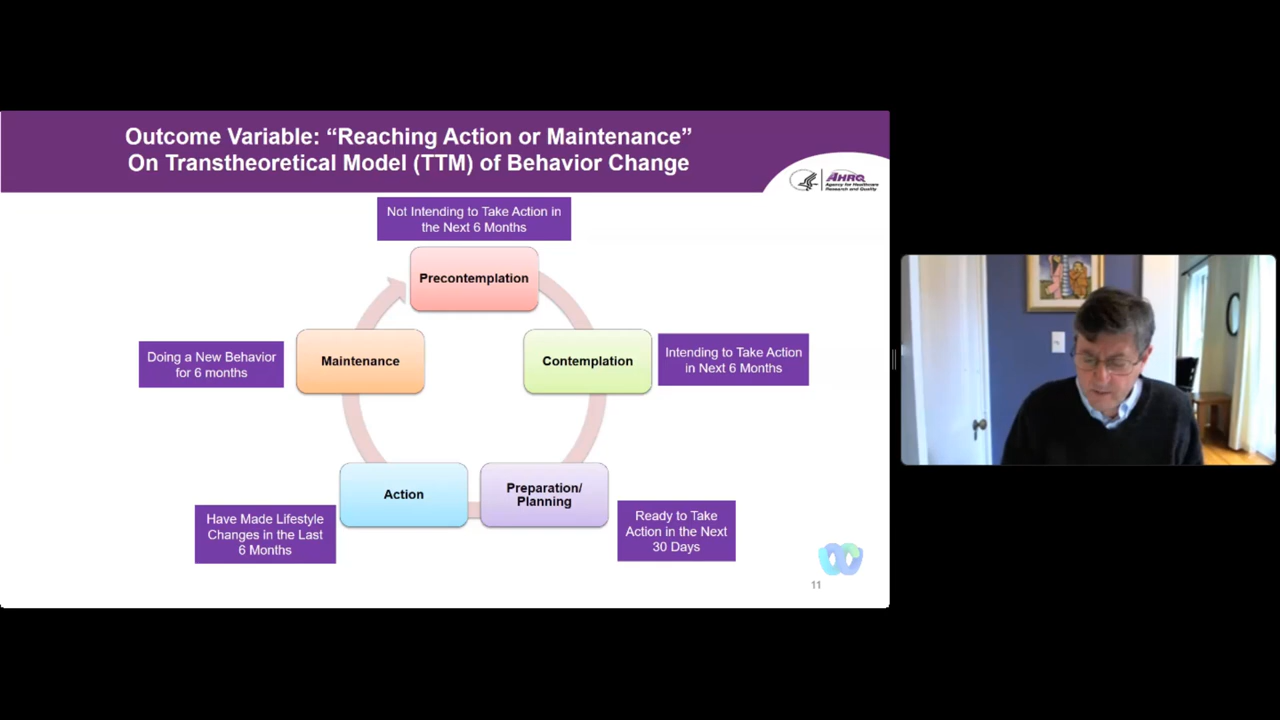 Outcome Variable: “Reaching Action or Maintenance”
On Transtheoretical Model (TTM) of Behavior Change
AHRQ
Agency for Healthcare
Research and Quality
Not Intending to Take Action in
the Next 6 Months
Precontemplation
Doing a New Behavior
for 6 months
Maintenance
Contemplation
Intending to Take Action
in Next 6 Months
Action
Preparation/
Planning
Have Made Lifestyle
Changes in the Last
6 Months
Ready to Take
Action in the Next
30 Days
11